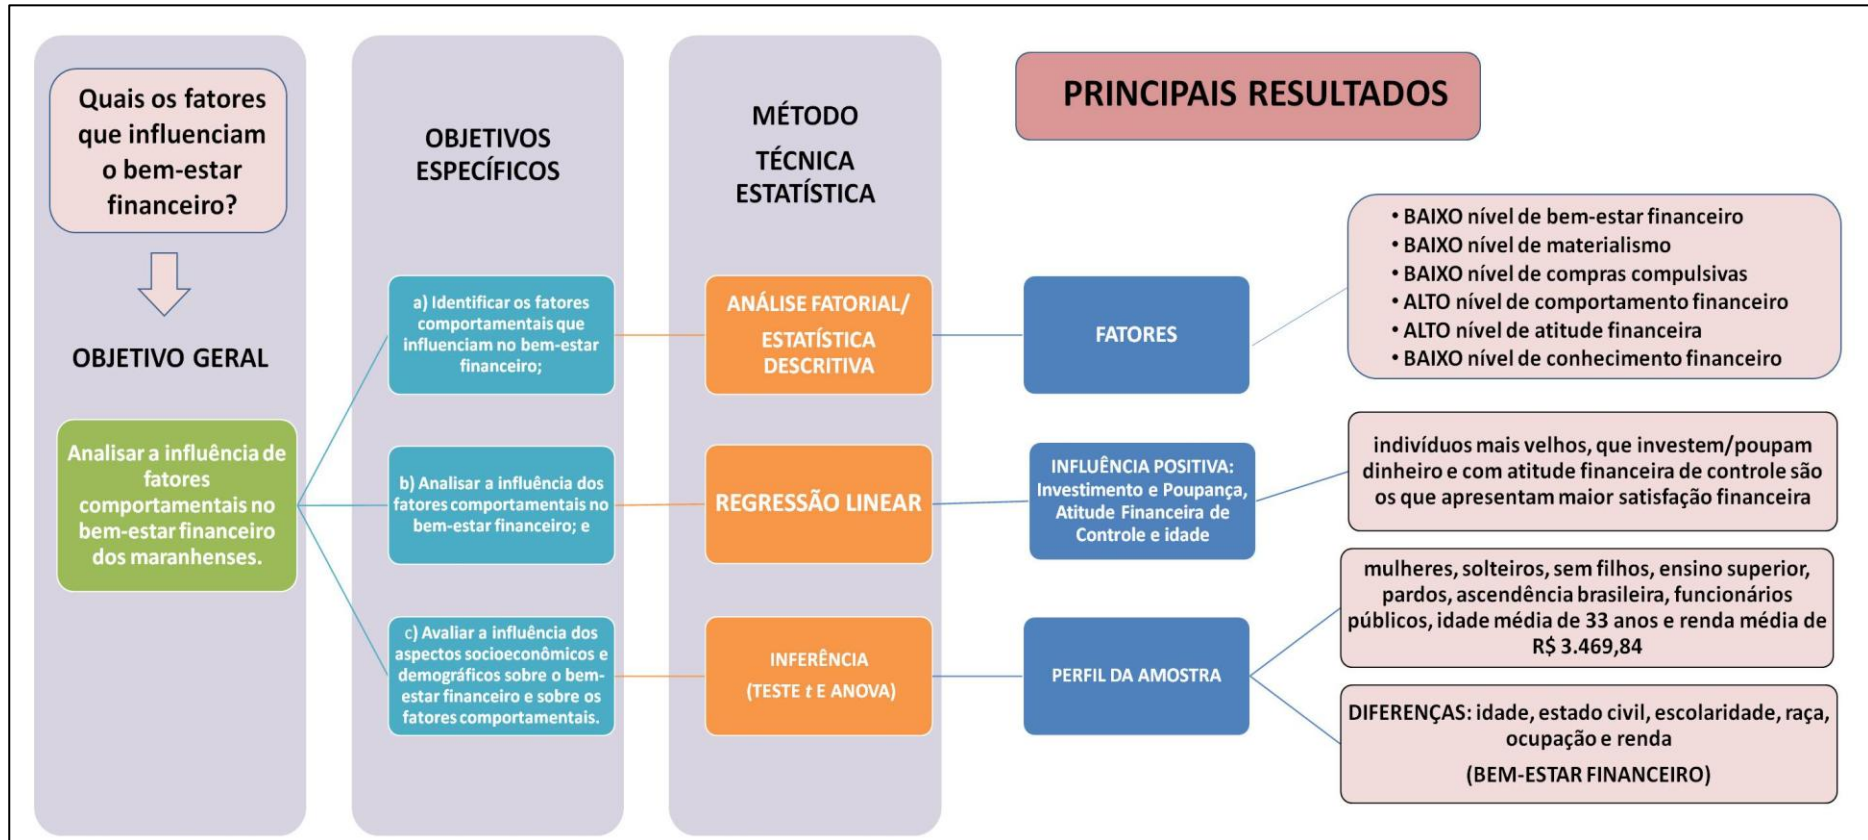 Quais os fatores
que influenciam
o bem-estar
financeiro?
OBJETIVO GERAL
Analisar a influência de
fatores
comportamentais no
bem-estar financeiro
dos maranhenses.
OBJETIVOS
ESPECÍFICOS
a) Identificar os fatores
comportamentais que
influenciam no bem-estar
financeiro;
b) Analisar a influência dos
fatores comportamentais no
bem-estar financeiro; e
c) Avaliar a influência dos
aspectos socioeconômicos e
demográficos sobre o bem-
estar financeiro e sobre os
fatores comportamentais.
MÉTODO
TÉCNICA
ESTATÍSTICA
ANÁLISE FATORIAL/
ESTATÍSTICA
DESCRITIVA
REGRESSÃO LINEAR
INFERÊNCIA
(TESTE t E ANOVA)
PRINCIPAIS RESULTADOS
FATORES
• BAIXO nível de bem-estar financeiro
• BAIXO nível de materialismo
• BAIXO nível de compras compulsivas
• ALTO nível de comportamento financeiro
• ALTO nível de atitude financeira
• BAIXO nível de conhecimento financeiro
INFLUÊNCIA POSITIVA:
Investimento e Poupança,
Atitude Financeira de
Controle e idade
indivíduos mais velhos, que investem/poupam
dinheiro e com atitude financeira de controle são
os que apresentam maior satisfação financeira
PERFIL DA AMOSTRA
mulheres, solteiros, sem filhos, ensino superior,
pardos, ascendência brasileira, funcionários
públicos, idade média de 33 anos e renda média de
R$ 3.469,84
DIFERENÇAS: idade, estado civil, escolaridade, raça,
ocupação e renda
(BEM-ESTAR FINANCEIRO)